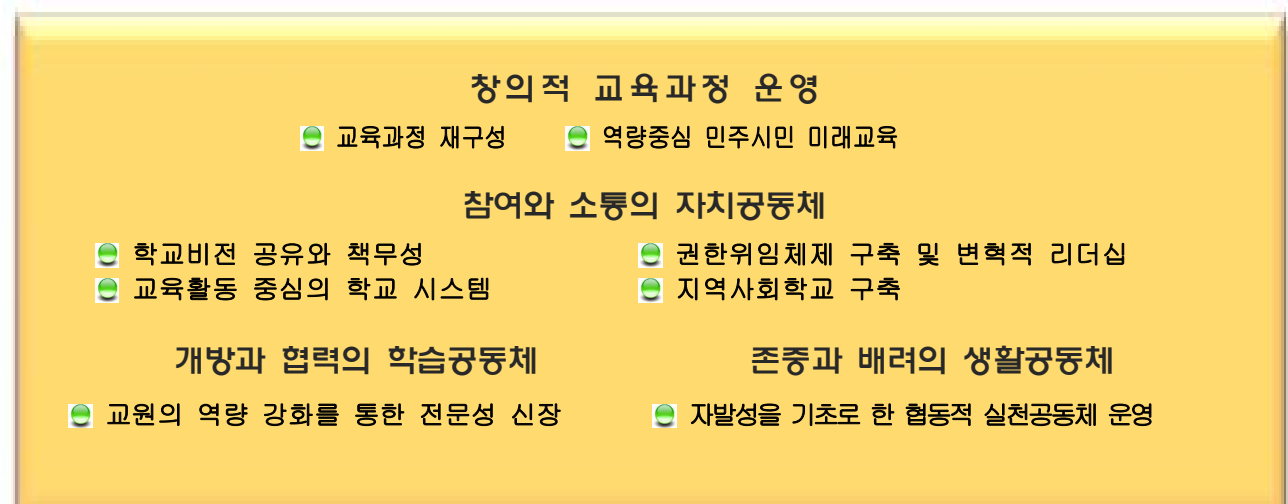 창의적 교육과정 운영
교육과정 재구성 역량중심 민주시민 미래교육
참여와 소통의 자치공동체
학교비전 공유와 책무성 권한위임체제 구축 및 변혁적 리더십
교육활동 중심의 학교 시스템 지역사회학교 구축
개방과 협력의 학습공동체 존중과 배려의 생활공동체
교원의 역량 강화를 통한 전문성 신장 자발성을 기초로 한 협동적 실천공동체 운영